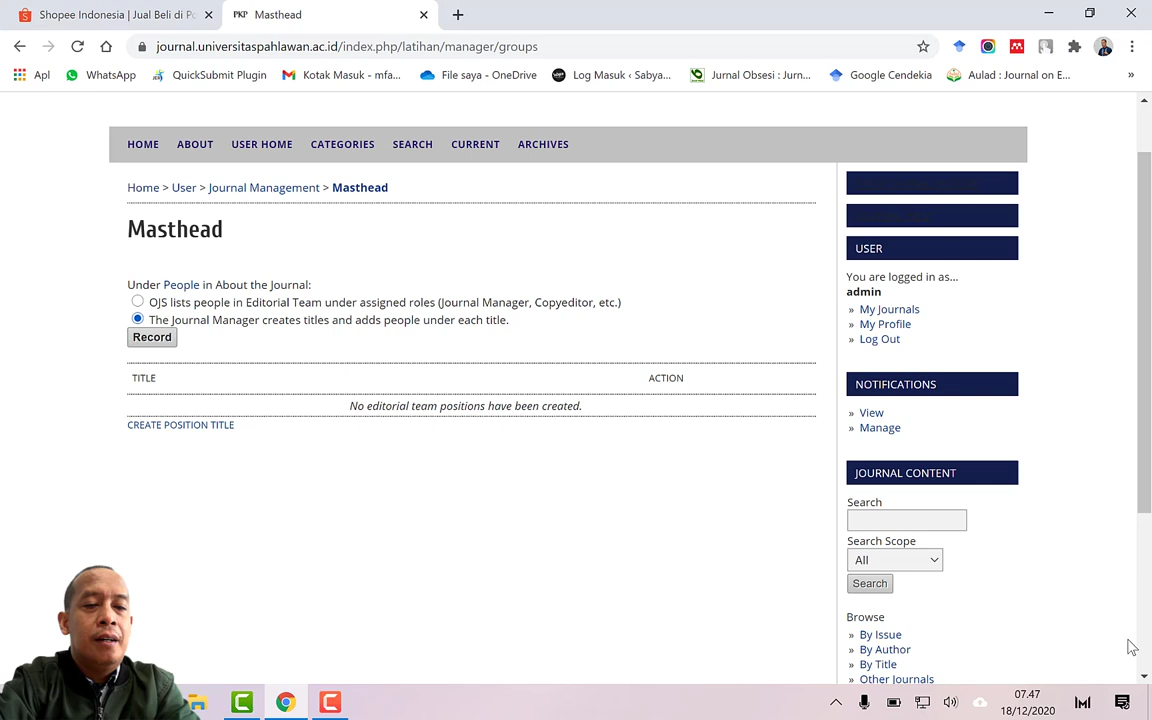 Shopee Indonesia | Jual Beli di Po
PKP Masthead
journal.universitaspahlawan.ac.id/index.php/latihan/manager/groups
Apl WhatsApp QuickSubmit Plugin Kotak Masuk - mfa... File saya - OneDrive Log Masuk ‹ Sabya... Jurnal Obsesi : Jurn... Google Cendekia Aulad : Journal on E... »
HOME ABOUT USER HOME CATEGORIES SEARCH CURRENT ARCHIVES
Home > User > Journal Management > Masthead
Masthead
Under People in About the Journal:
OJS lists people in Editorial Team under assigned roles (Journal Manager, Copyeditor, etc.)
The Journal Manager creates titles and adds people under each title.
Record
TITLE ACTION
No editorial team positions have been created.
CREATE POSITION TITLE
USER
You are logged in as...
admin
» My Journals
» My Profile
» Log Out
NOTIFICATIONS
» View
» Manage
JOURNAL CONTENT
Search
Search Scope
All
Search
Browse
» By Issue
» By Author
» By Title
» Other Journals
07.47
18/12/2020